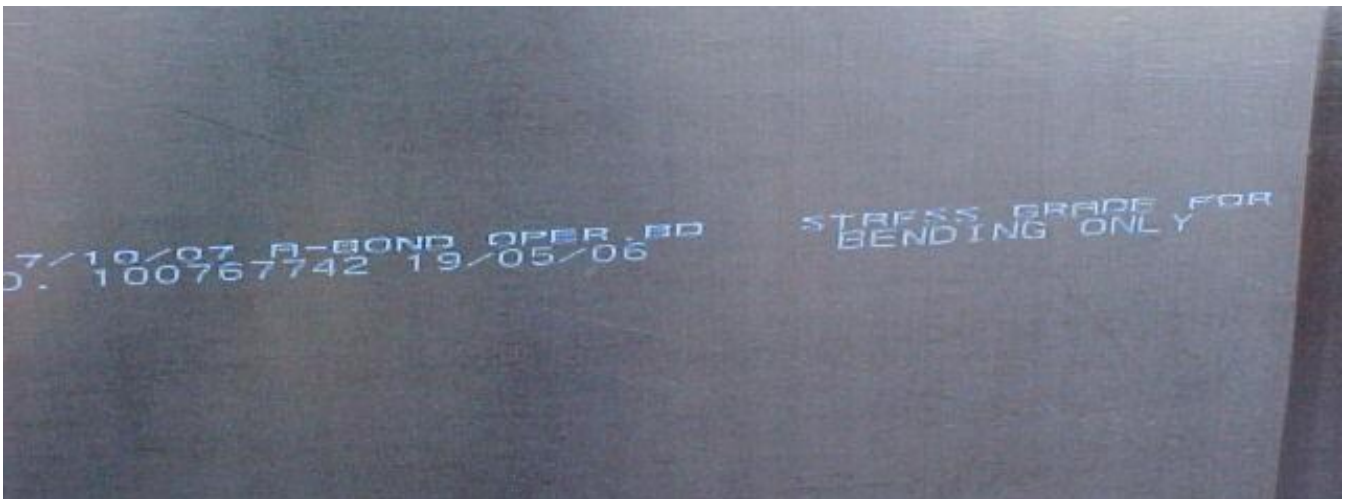 7/10/07 A-BOND OPER.BD STRESS GRADE FOR
O. 100767742 19/05/06 BENDING ONLY